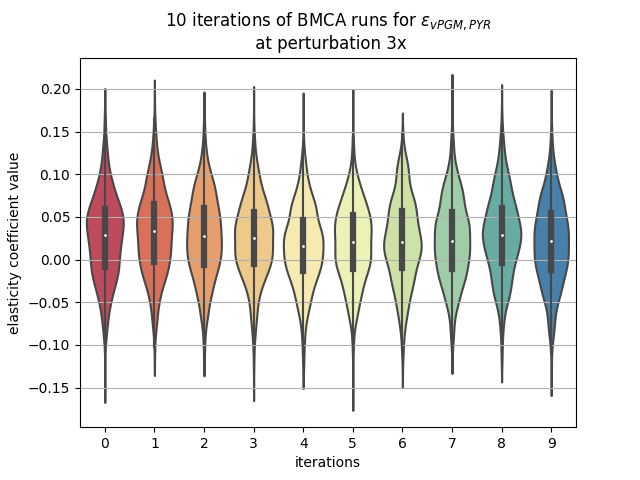 10 iterations of BMCA runs for ε_{vPGM, PYR}
at perturbation 3x
elasticity coefficient value
0.20
0.15
0.10
0.05
0.00
−0.05
−0.10
−0.15
0 1 2 3 4 5 6 7 8 9
iterations